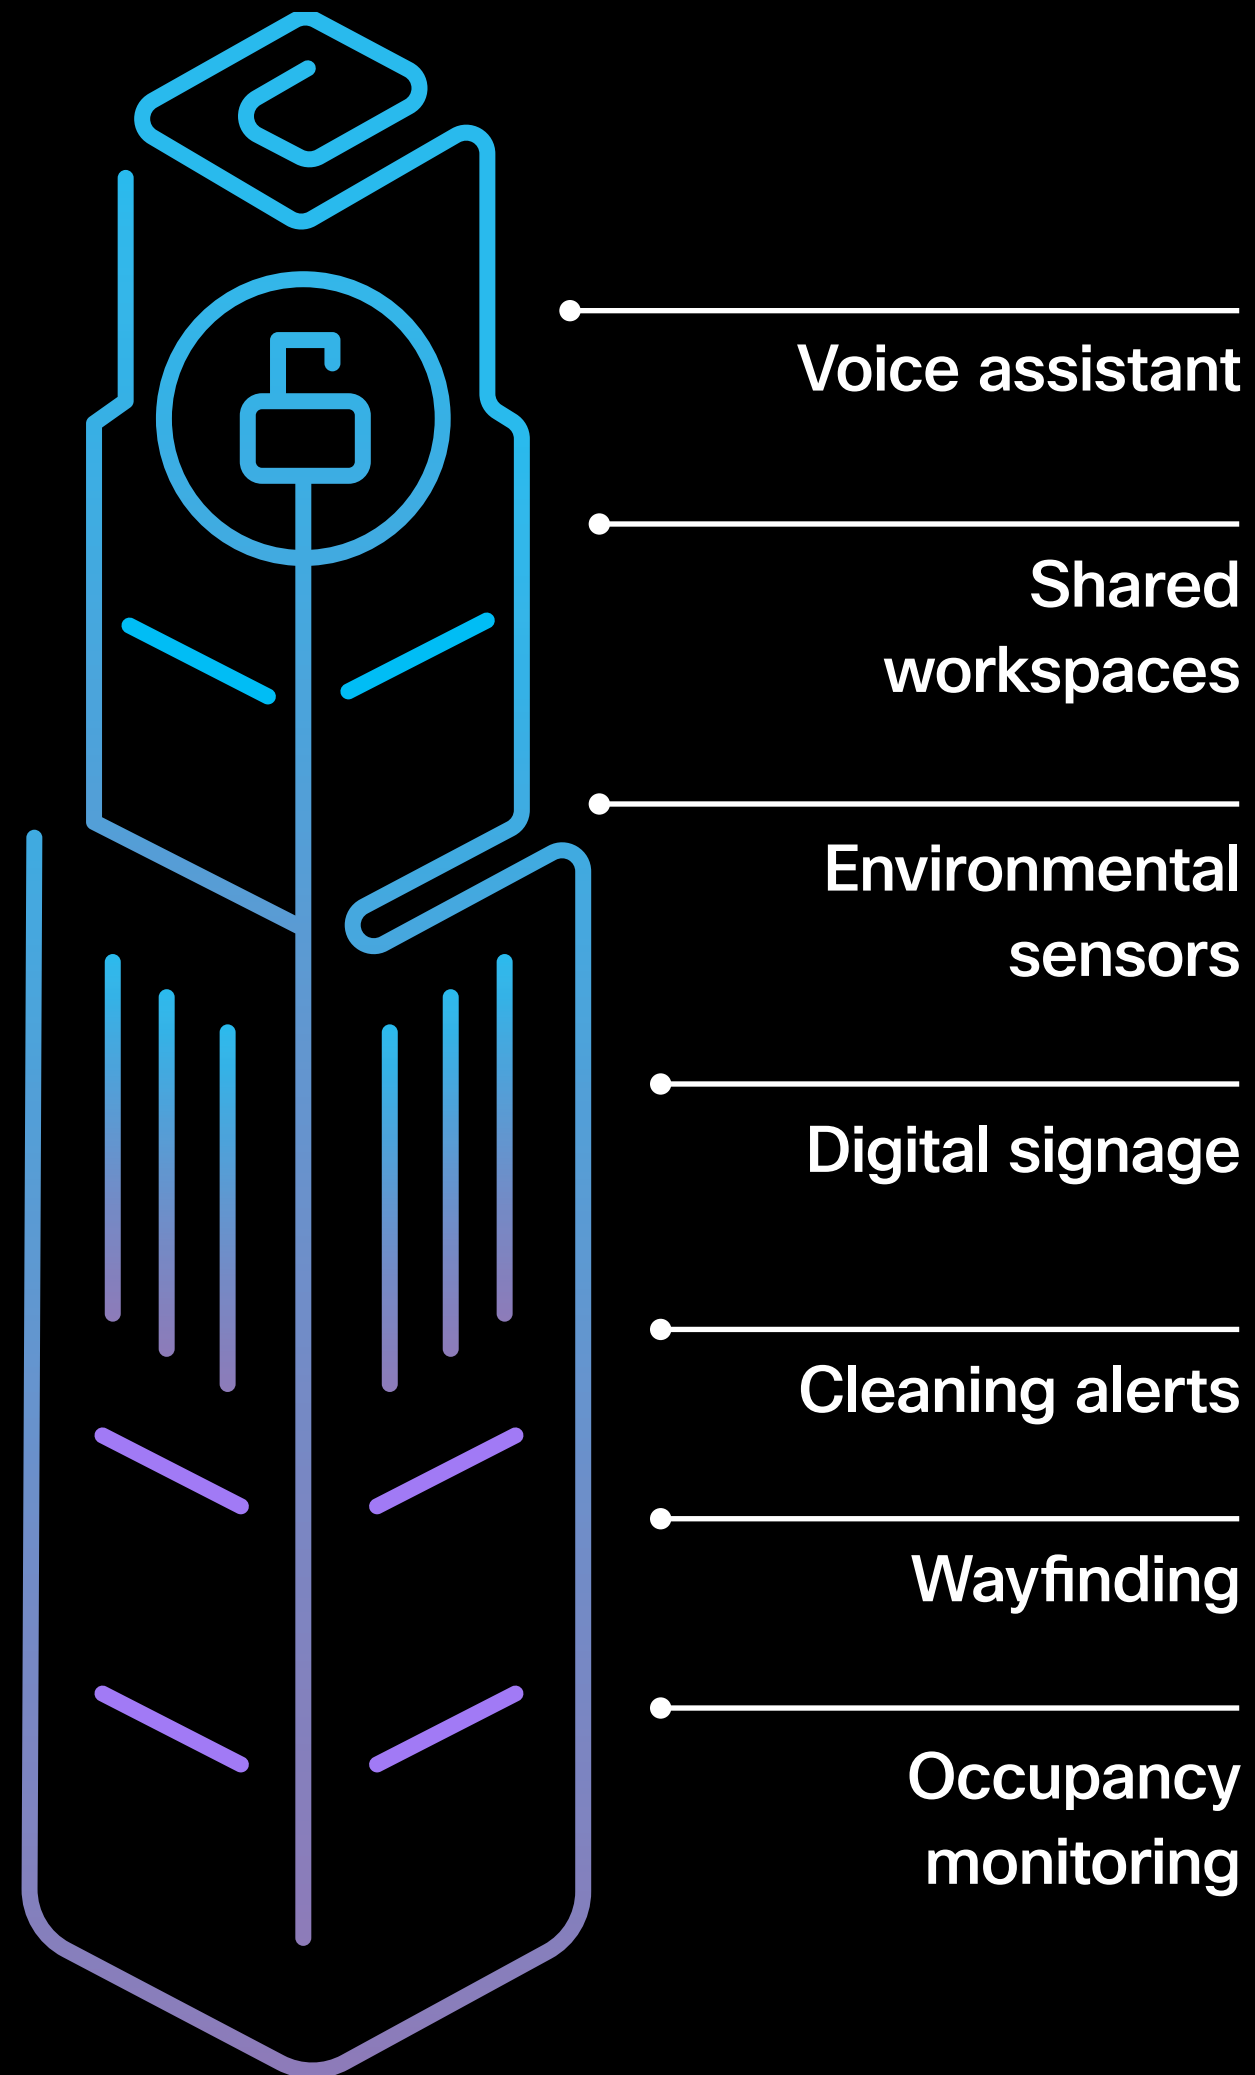 Voice assistant
Shared
workspaces
Environmental
sensors
Digital signage
Cleaning alerts
Wayfinding
Occupancy
monitoring